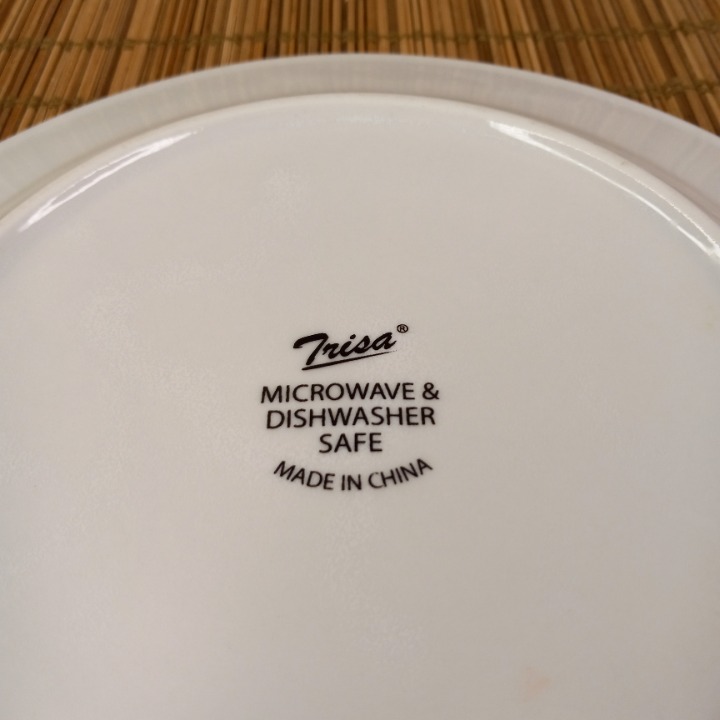 Trisa®
MICROWAVE &
DISHWASHER
SAFE
MADE IN CHINA